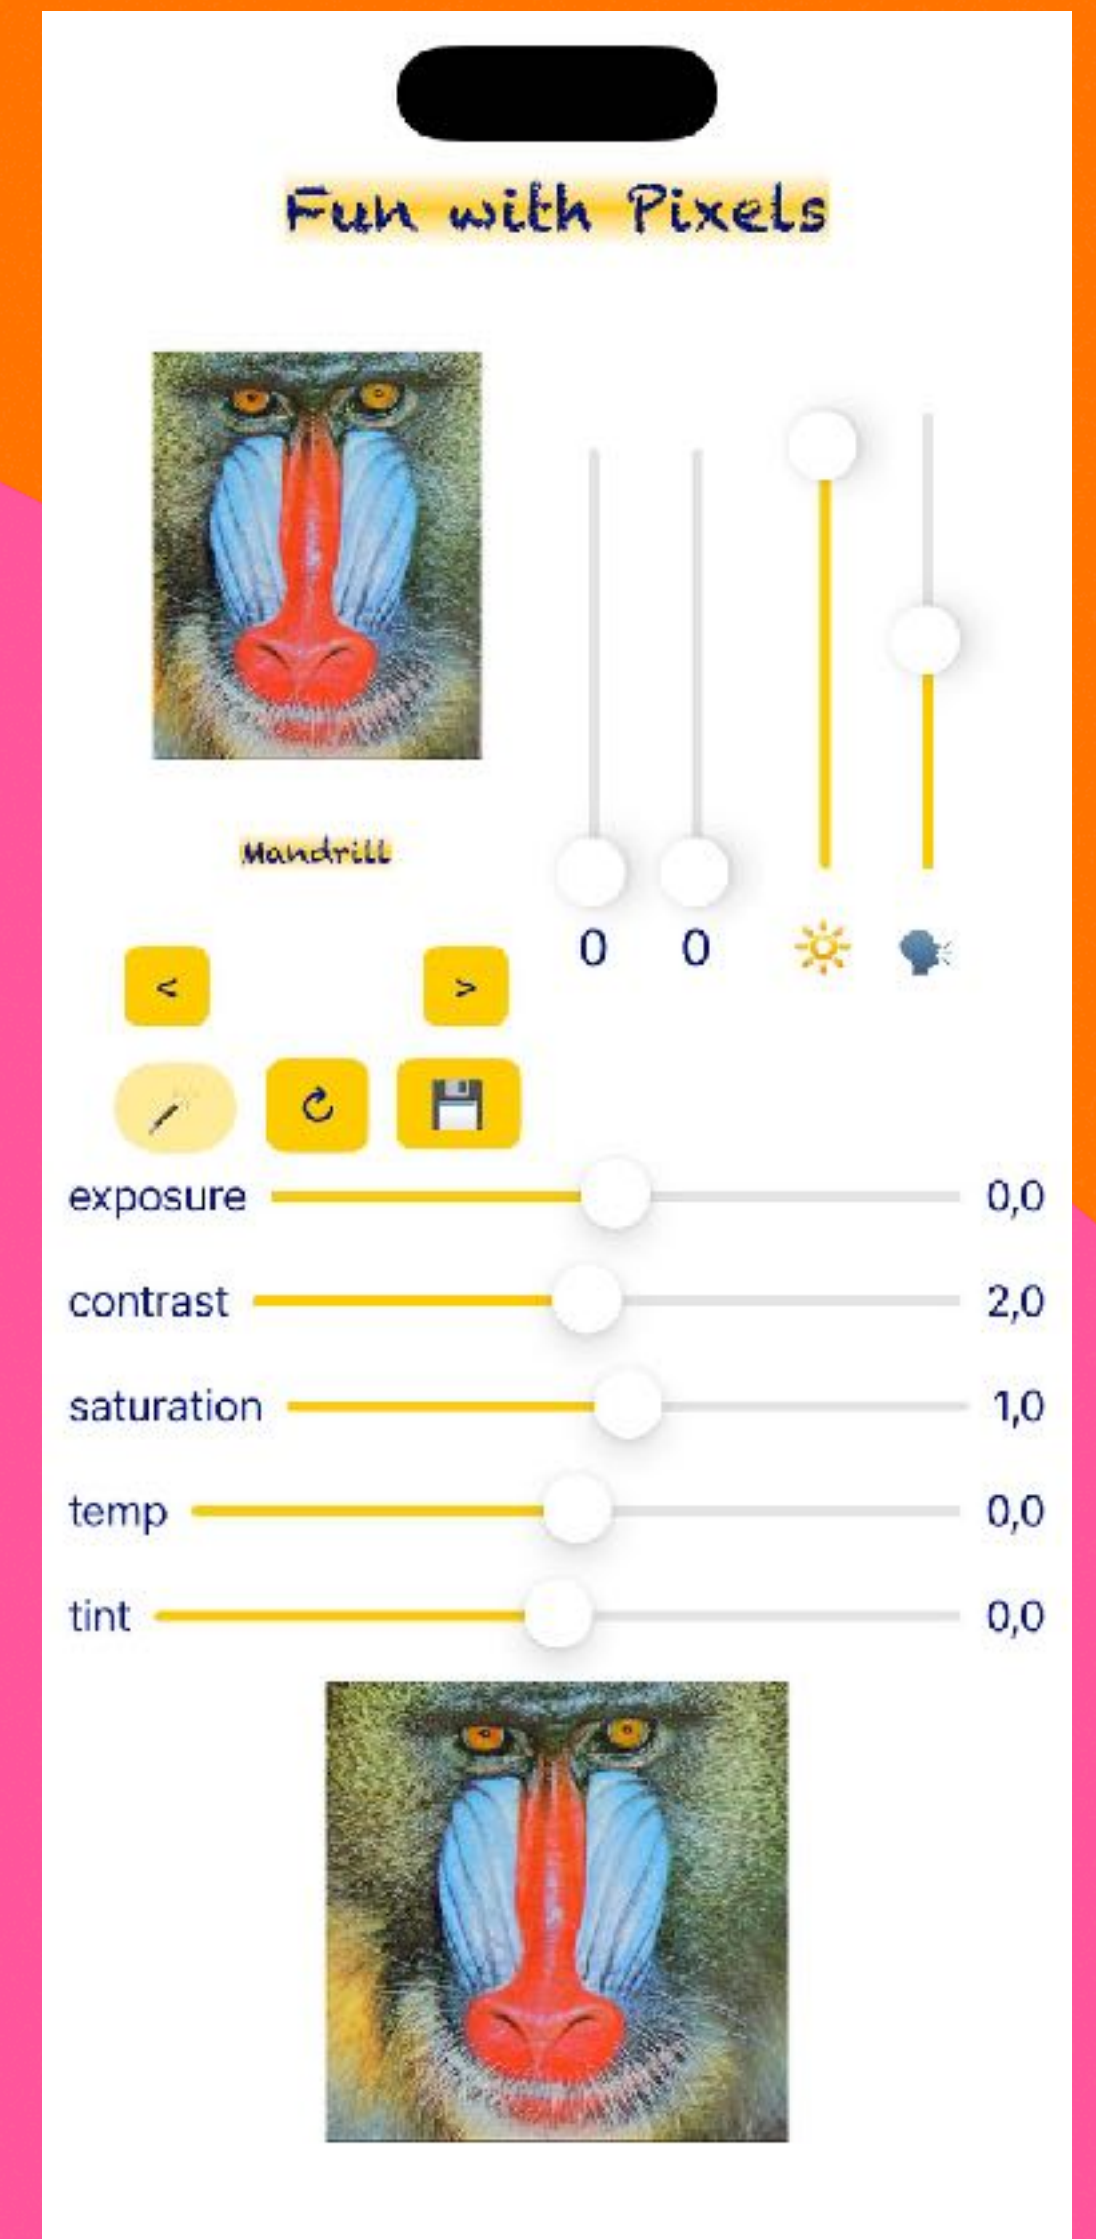 Fun with Pixels
Mandrill
0 0
< >
exposure 0,0
contrast 2,0
saturation 1,0
temp 0,0
tint 0,0